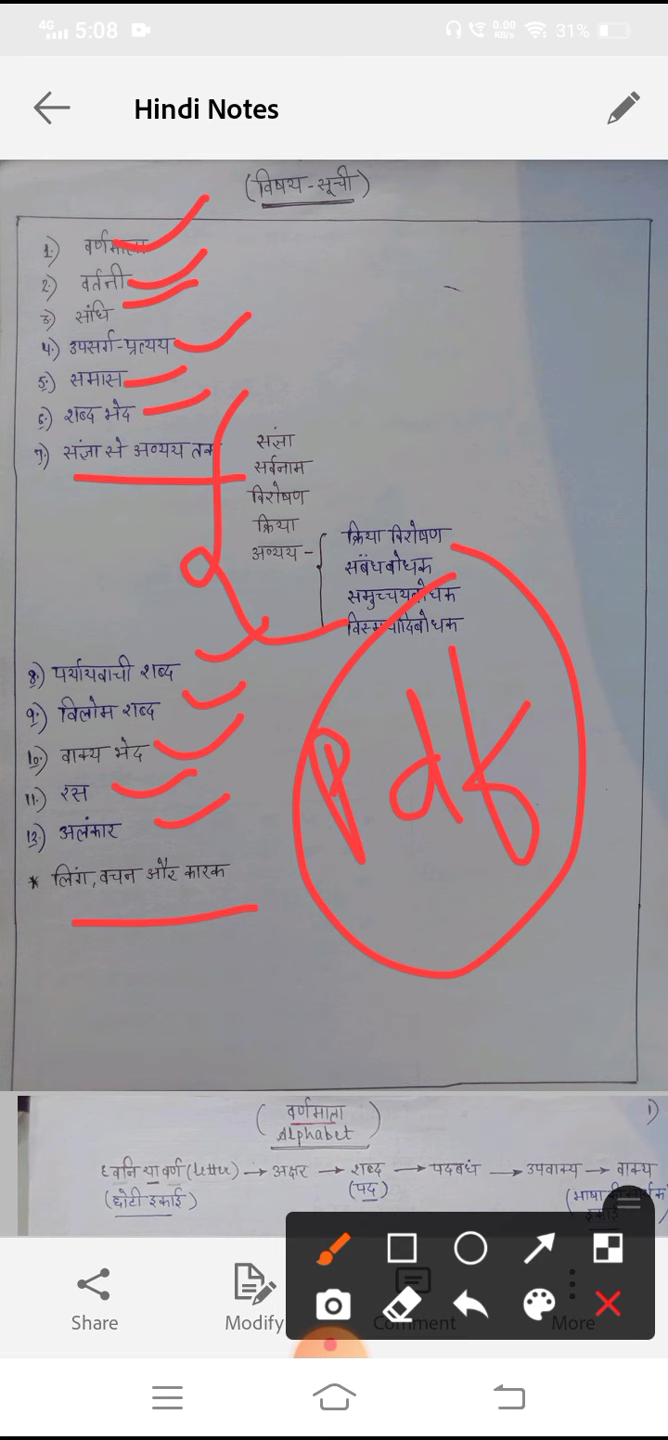 4G 5:08 0.00 KB/s 31%
Hindi Notes
(विषय-सूची)
1) वर्णमाला
2) वर्तनी
3) संधि
4) उपसर्ग-प्रत्यय
5) समास
6) शब्द भेद
7) संज्ञा से अव्यय तक
संज्ञा
सर्वनाम
विशेषण
क्रिया
अव्यय -
क्रिया विशेषण
संबंधबोधक
समुच्चयबोधक
विस्मयादिबोधक
8) पर्यायवाची शब्द
9) विलोम शब्द
10) वाक्य भेद
11) रस
12) अलंकार
* लिंग, वचन और कारक
Pdf
(वर्णमाला
Alphabet)
1)
ध्वनि या वर्ण (letter) → अक्षर → शब्द → पदबंध → उपवाक्य → वाक्य
(छोटी इकाई) (पद) (भाषा की
Share Modify Comment More